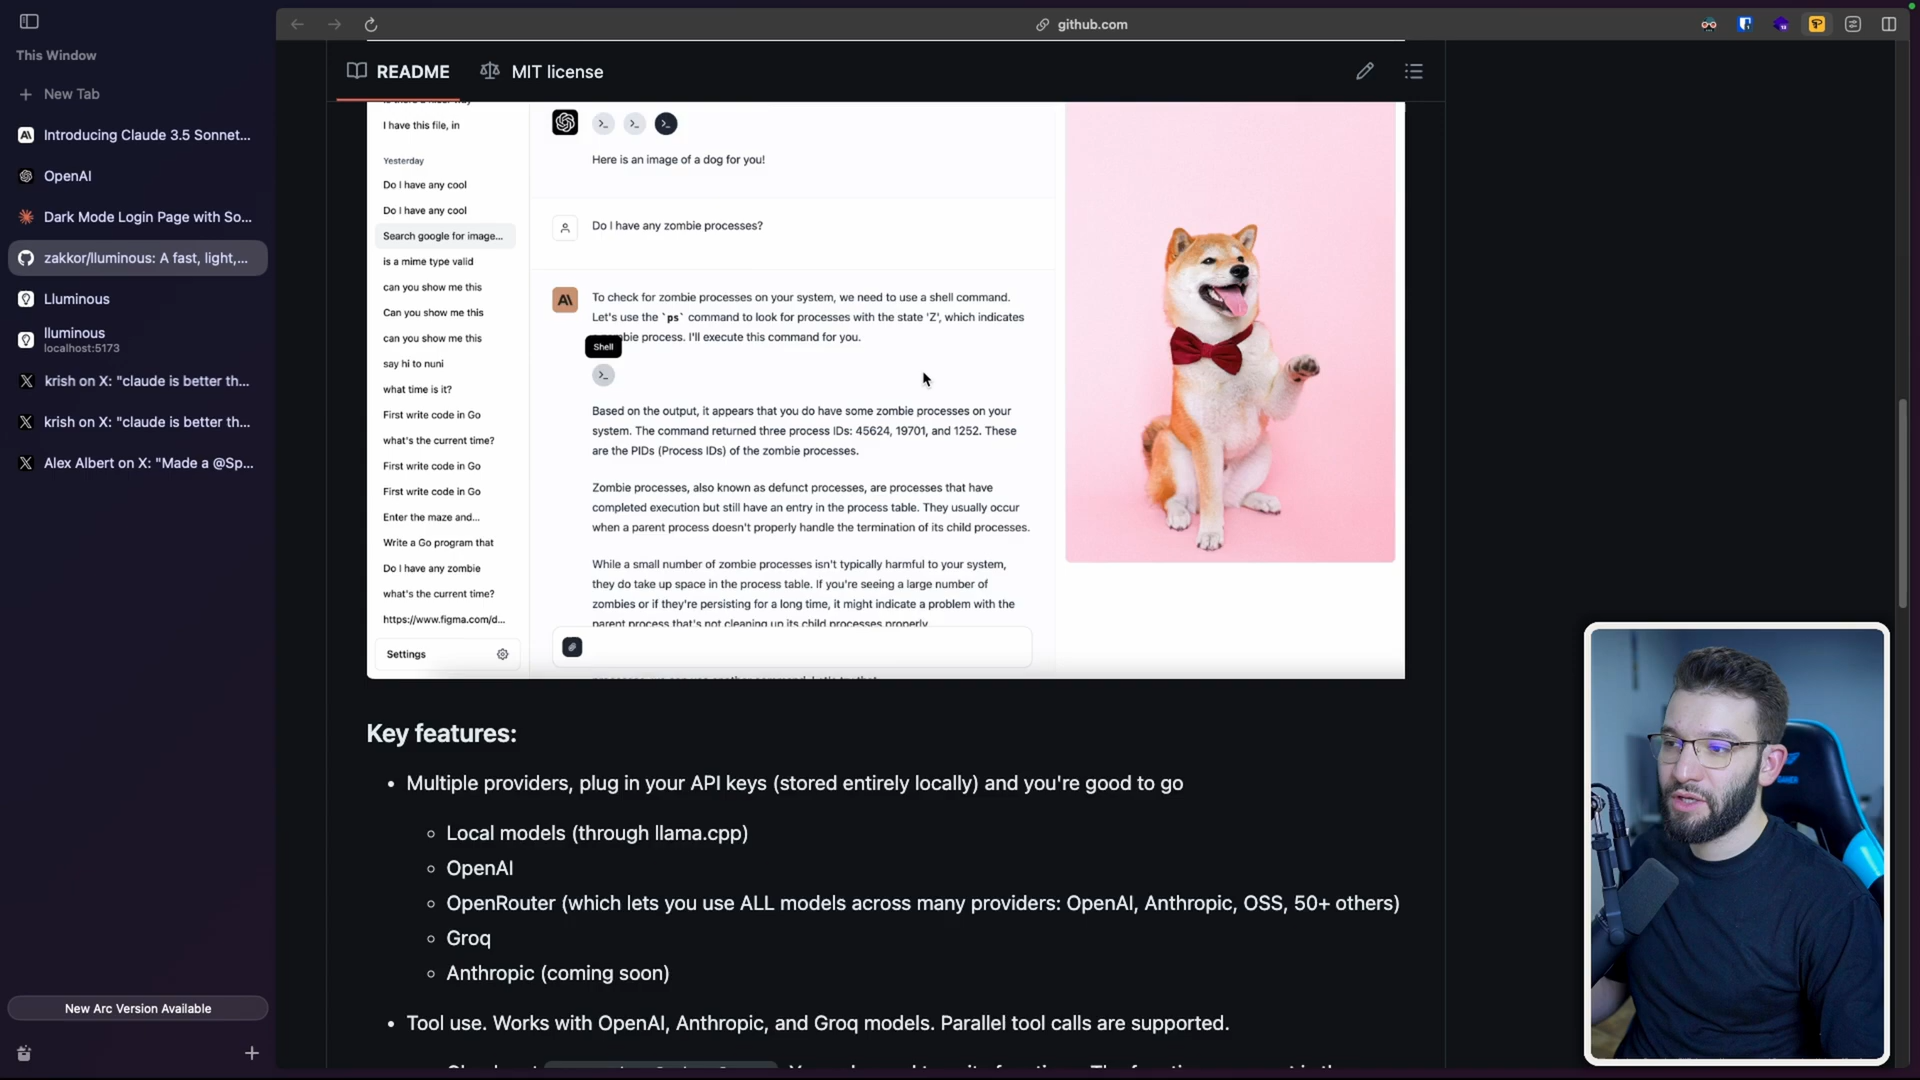 This Window
New Tab
Introducing Claude 3.5 Sonnet...
OpenAI
Dark Mode Login Page with So...
zakkor/lluminous: A fast, light,...
Lluminous
lluminous
localhost:5173
krish on X: "claude is better th...
krish on X: "claude is better th...
Alex Albert on X: "Made a @Sp...
New Arc Version Available
github.com
README
MIT license
I have this file, in
Yesterday
Do I have any cool
Do I have any cool
Search google for image...
is a mime type valid
can you show me this
Can you show me this
can you show me this
say hi to nuni
what time is it?
First write code in Go
what's the current time?
First write code in Go
First write code in Go
Enter the maze and...
Write a Go program that
Do I have any zombie
what's the current time?
https://www.figma.com/d...
Settings
Here is an image of a dog for you!
Do I have any zombie processes?
To check for zombie processes on your system, we need to use a shell command.
Let's use the `ps` command to look for processes with the state 'Z', which indicates
process. I'll execute this command for you.
Shell
Based on the output, it appears that you do have some zombie processes on your
system. The command returned three process IDs: 45624, 19701, and 1252. These
are the PIDs (Process IDs) of the zombie processes.
Zombie processes, also known as defunct processes, are processes that have
completed execution but still have an entry in the process table. They usually occur
when a parent process doesn't properly handle the termination of its child processes.
While a small number of zombie processes isn't typically harmful to your system,
they do take up space in the process table. If you're seeing a large number of
zombies or if they're persisting for a long time, it might indicate a problem with the
parent process that's not cleaning up its child processes properly
Key features:
• Multiple providers, plug in your API keys (stored entirely locally) and you're good to go
Local models (through llama.cpp)
OpenAI
OpenRouter (which lets you use ALL models across many providers: OpenAI, Anthropic, OSS, 50+ others)
Groq
Anthropic (coming soon)
• Tool use. Works with OpenAI, Anthropic, and Groq models. Parallel tool calls are supported.